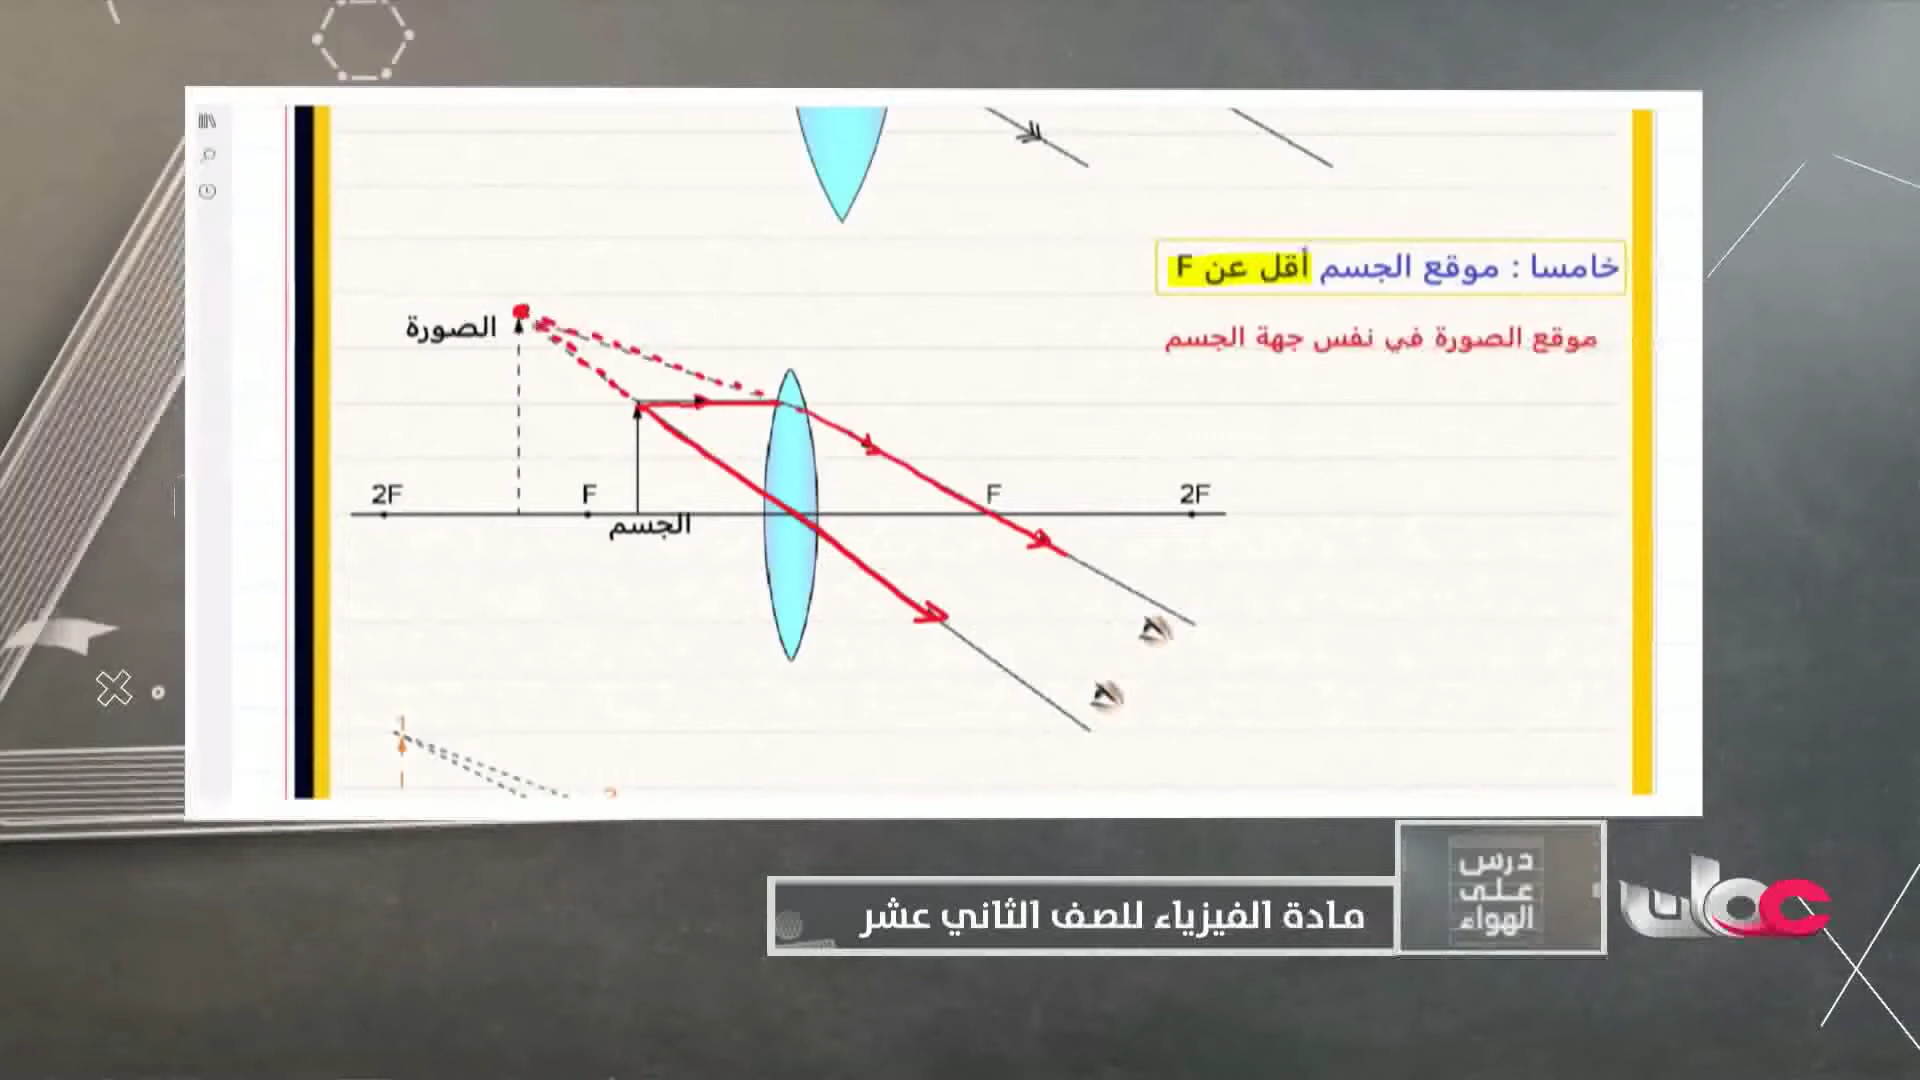 خامسا : موقع الجسم أقل عن F
موقع الصورة في نفس جهة الجسم
الصورة
2F
F
F
2F
الجسم
درس
على
الهواء
مادة الفيزياء للصف الثاني عشر